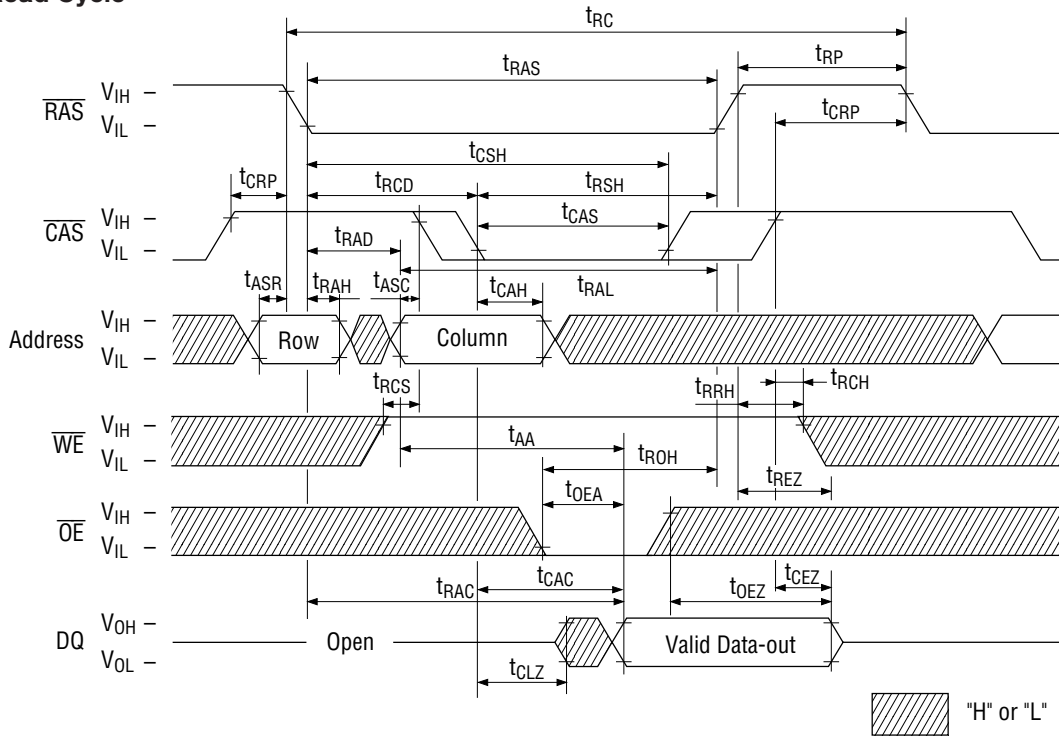 tRC
tRAS
tRP
RAS
VIH –
VIL –
tCRP
tCSH
tCRP
tRCD
tRSH
CAS
VIH –
VIL –
tCAS
tRAD
tRAL
tASR
tRAH
tASC
tCAH
Address
VIH –
VIL –
Row
Column
tRCS
tRRH
tRCH
WE
VIH –
VIL –
tAA
tROH
tREZ
tOEA
OE
VIH –
VIL –
tCAC
tRAC
tOEZ
tCEZ
DQ
VOH –
VOL –
Open
Valid Data-out
tCLZ
"H" or "L"